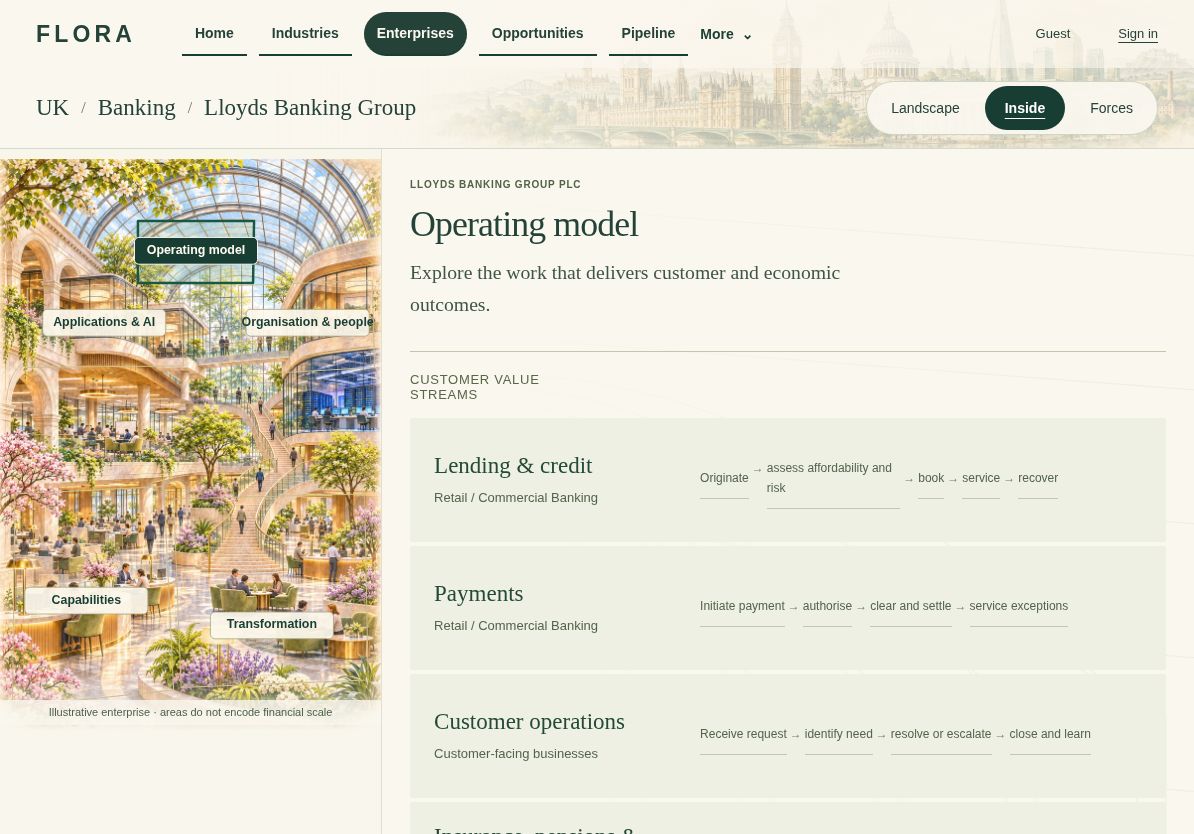 FLORA
Home
Industries
Enterprises
Opportunities
Pipeline
More
Guest
Sign in
UK / Banking / Lloyds Banking Group
Landscape
Inside
Forces
Operating model
Applications & AI
Organisation & people
Capabilities
Transformation
Illustrative enterprise · areas do not encode financial scale
LLOYDS BANKING GROUP PLC
Operating model
Explore the work that delivers customer and economic
outcomes.
CUSTOMER VALUE
STREAMS
Lending & credit
Retail / Commercial Banking
Originate → assess affordability and
risk → book → service → recover
Payments
Retail / Commercial Banking
Initiate payment → authorise → clear and settle → service exceptions
Customer operations
Customer-facing businesses
Receive request → identify need → resolve or escalate → close and learn
Insurance, pensions &